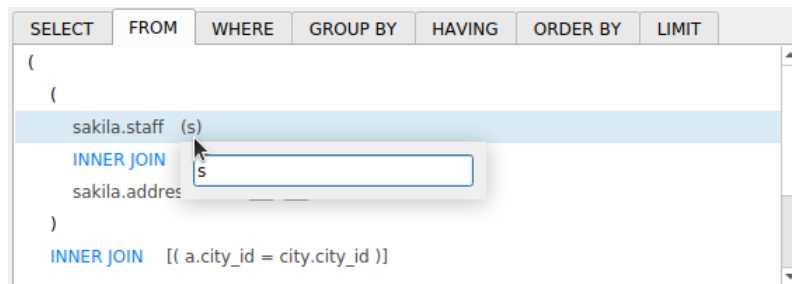 SELECT FROM WHERE GROUP BY HAVING ORDER BY LIMIT
(
(
sakila.staff (s)
INNER JOIN
s
sakila.addres
)
INNER JOIN [( a.city_id = city.city_id )]